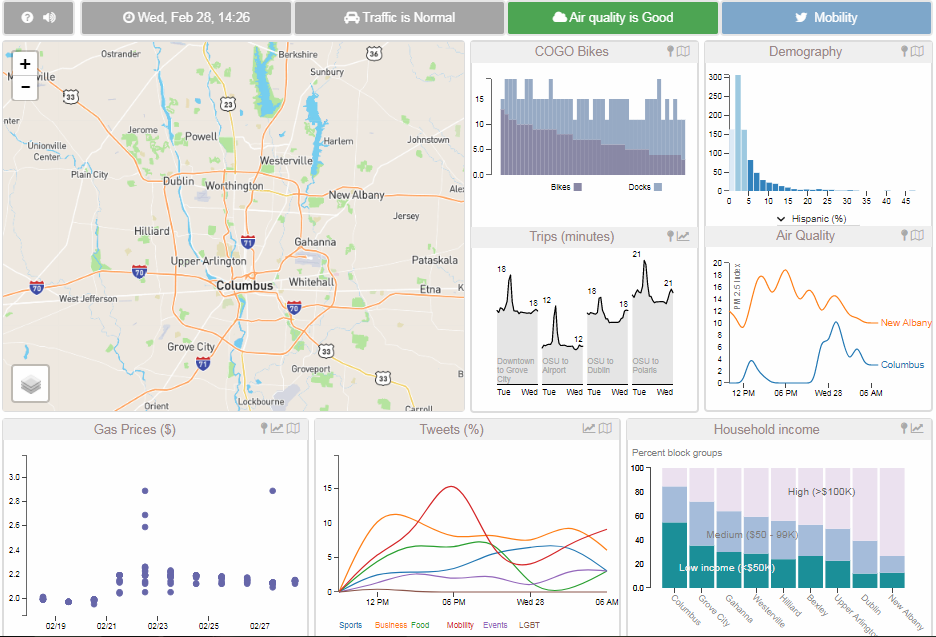 Wed, Feb 28, 14:26
Traffic is Normal
Air quality is Good
Mobility
+
−
Ostrander
Berkshire
36
Sunbury
33
23
Jerome
Powell
Harlem
Johnstown
Unionville
Center
Westerville
Plain City
Dublin
Worthington
New Albany
Jersey
Hilliard
71
Gahanna
Upper Arlington
Pataskala
70
Columbus
Whitehall
Etna
70
West Jefferson
70
Grove City
33
71
Groveport
33
Lockbourne
Orient
Carroll
COGO Bikes
15
10
5.0
0.0
Bikes
Docks
Demography
300
250
200
150
100
50
0
0 5 10 15 20 25 30 35 40 45
Hispanic (%)
Trips (minutes)
18
18
12
12
18
18
21
21
Downtown
to Grove
City
OSU to
Airport
OSU to
Dublin
OSU to
Polaris
Tue Wed Tue Wed Tue Wed Tue Wed
Air Quality
PM 2.5 Index
20
18
16
14
12
10
8
6
4
2
0
New Albany
Columbus
12 PM 06 PM Wed 28 06 AM
Gas Prices ($)
3.0
2.8
2.6
2.4
2.2
2.0
02/19 02/21 02/23 02/25 02/27
Tweets (%)
15
10
5
0
12 PM 06 PM Wed 28 06 AM
Sports Business Food Mobility Events LGBT
Household income
Percent block groups
100
80
60
40
20
0.0
High (>$100K)
Medium ($50 - 99K)
Low income (<$50K)
Columbus
Grove City
Gahanna
Westerville
Hilliard
Bexley
Upper Arlington
Dublin
New Albany